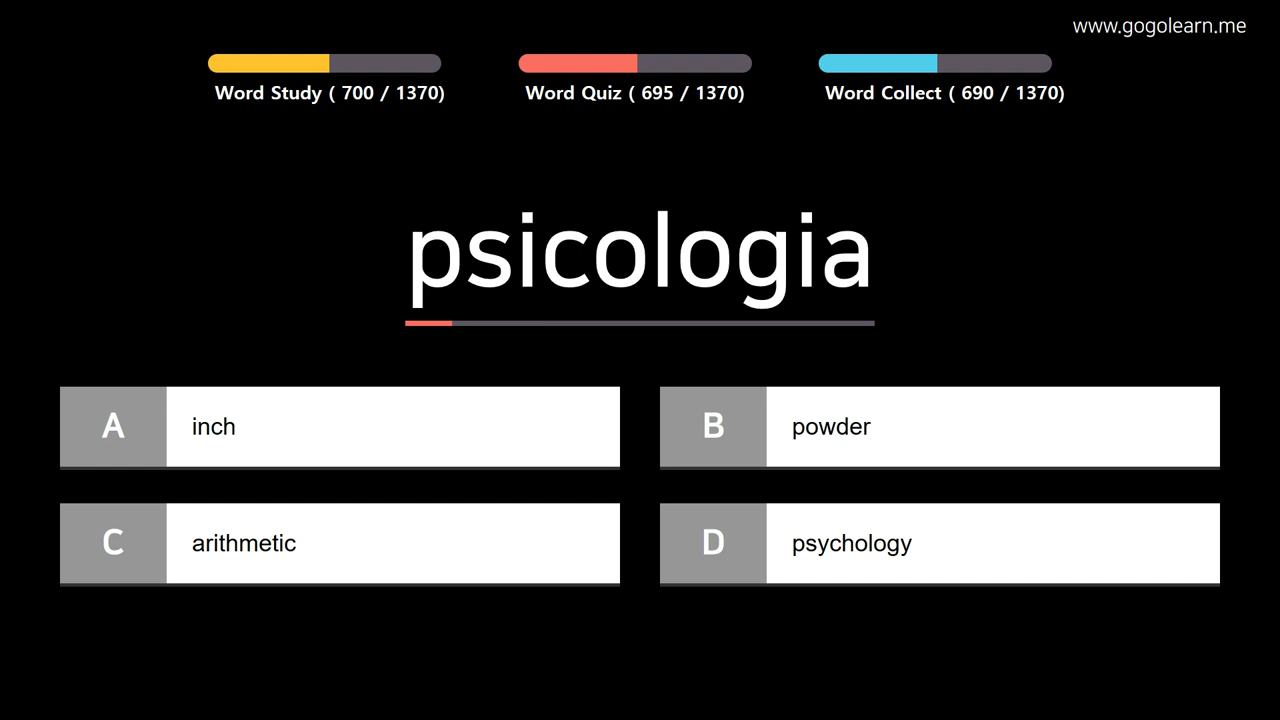 www.gogolearn.me
Word Study ( 700 / 1370)
Word Quiz ( 695 / 1370)
Word Collect ( 690 / 1370)
psicologia
A inch
B powder
C arithmetic
D psychology